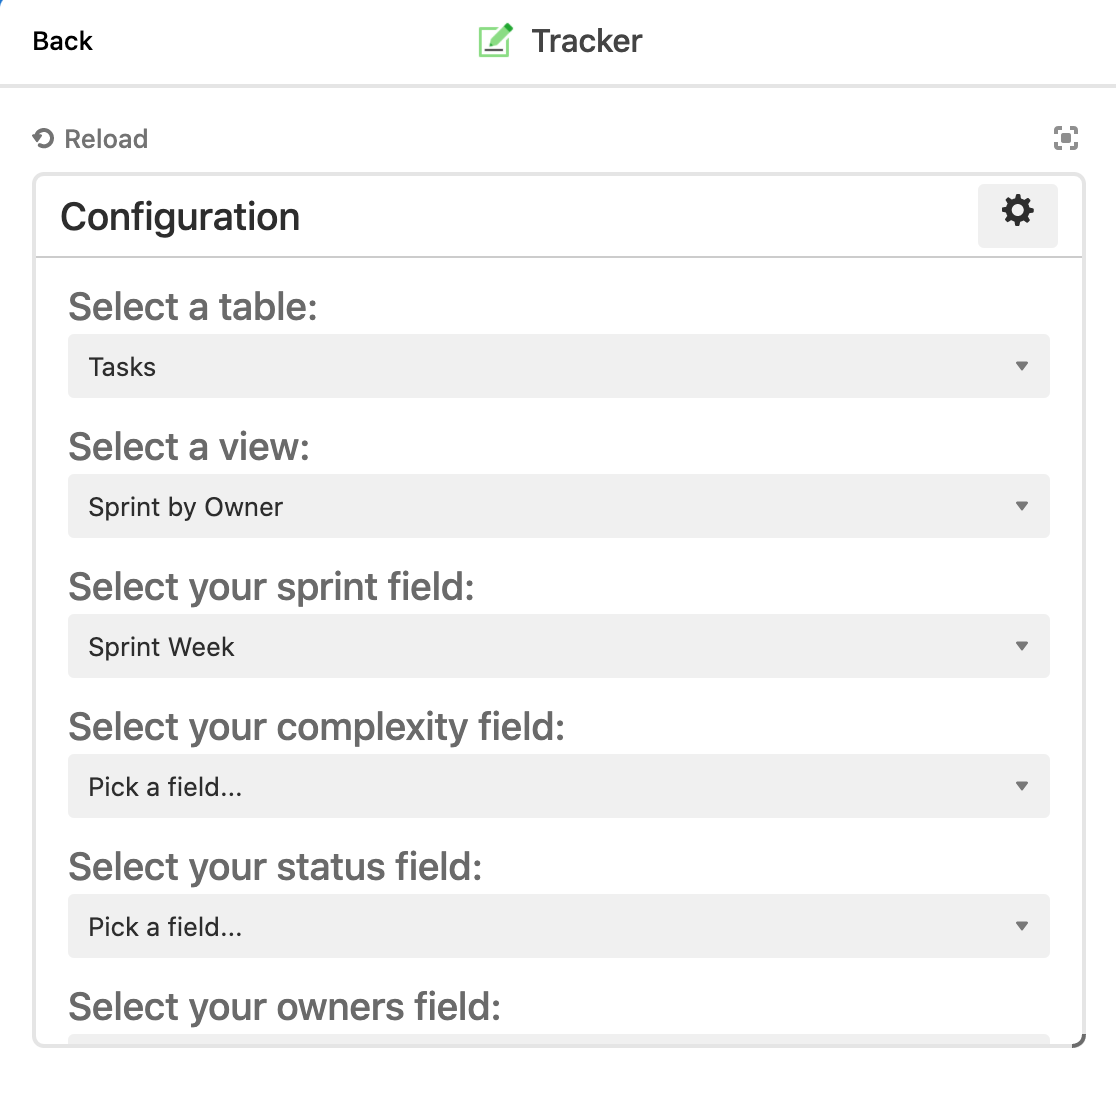 Back
Tracker
Reload
Configuration
Select a table:
Tasks
Select a view:
Sprint by Owner
Select your sprint field:
Sprint Week
Select your complexity field:
Pick a field...
Select your status field:
Pick a field...
Select your owners field: